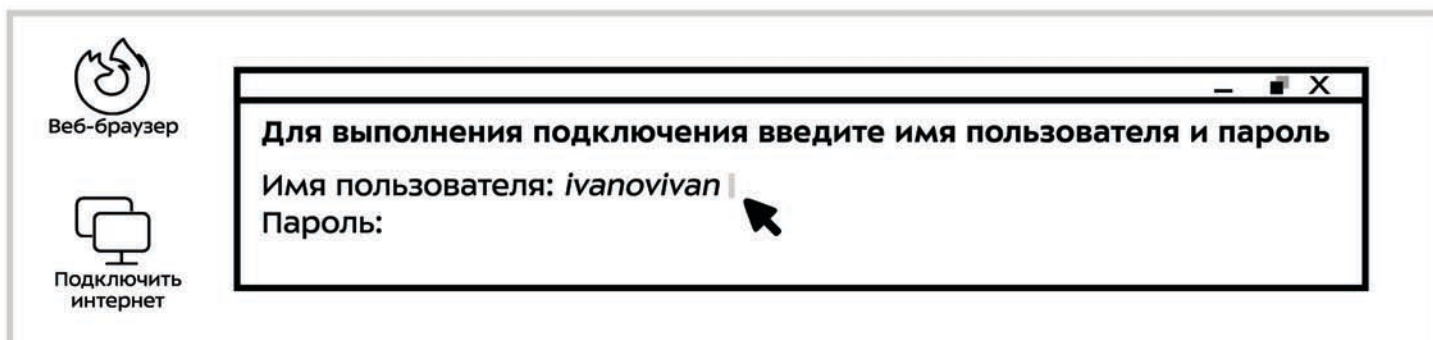 Веб-браузер
Подключить
интернет
Для выполнения подключения введите имя пользователя и пароль
Имя пользователя: ivanovivan
Пароль: